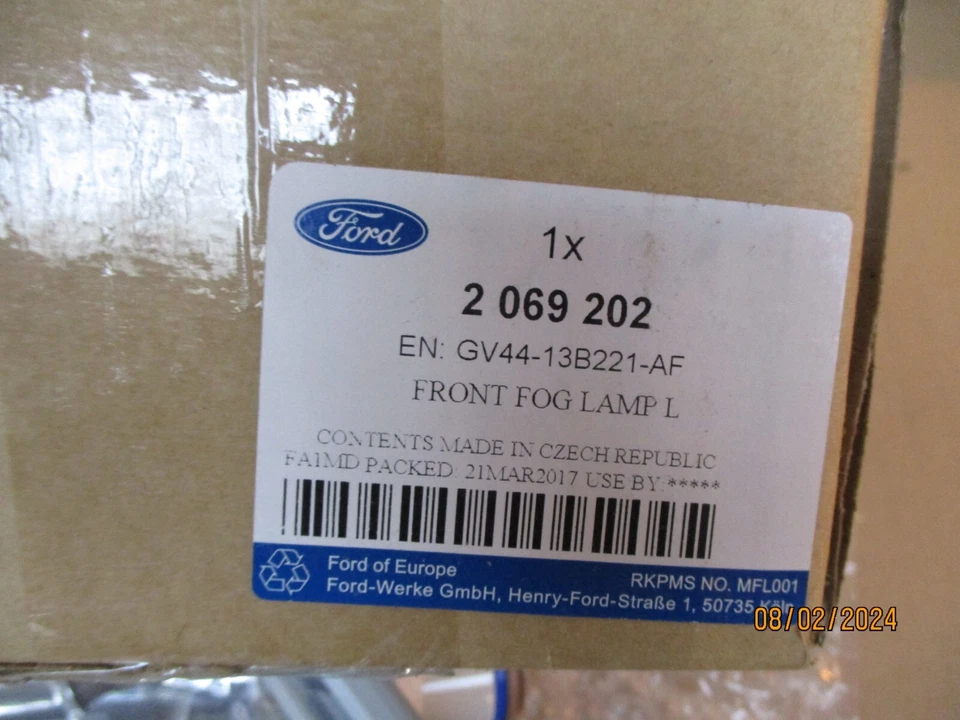 Ford
1x
2 069 202
EN: GV44-13B221-AF
FRONT FOG LAMP L
CONTENTS MADE IN CZECH REPUBLIC
FA1MD PACKED: 21MAR2017 USE BY:*****
Ford of Europe
RKPMS NO. MFL001
Ford-Werke GmbH, Henry-Ford-Straße 1, 50735 Köln
08/02/2024